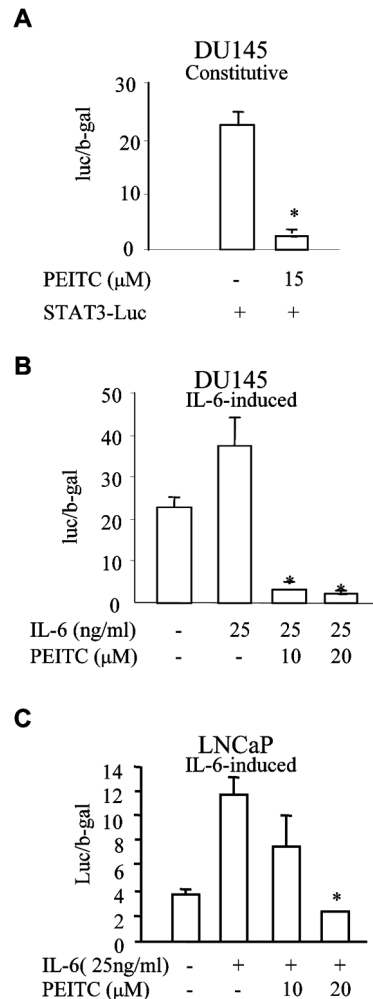 A
DU145
Constitutive
30
20
10
0
luc/b-gal
*
PEITC (μM) - 15
STAT3-Luc + +
B
DU145
IL-6-induced
50
40
30
20
10
0
luc/b-gal
* *
IL-6 (ng/ml) - 25 25 25
PEITC (μM) - - 10 20
C
LNCaP
IL-6-induced
14
12
10
8
6
4
2
0
Luc/b-gal
*
IL-6( 25ng/ml) - + + +
PEITC (μM) - - 10 20